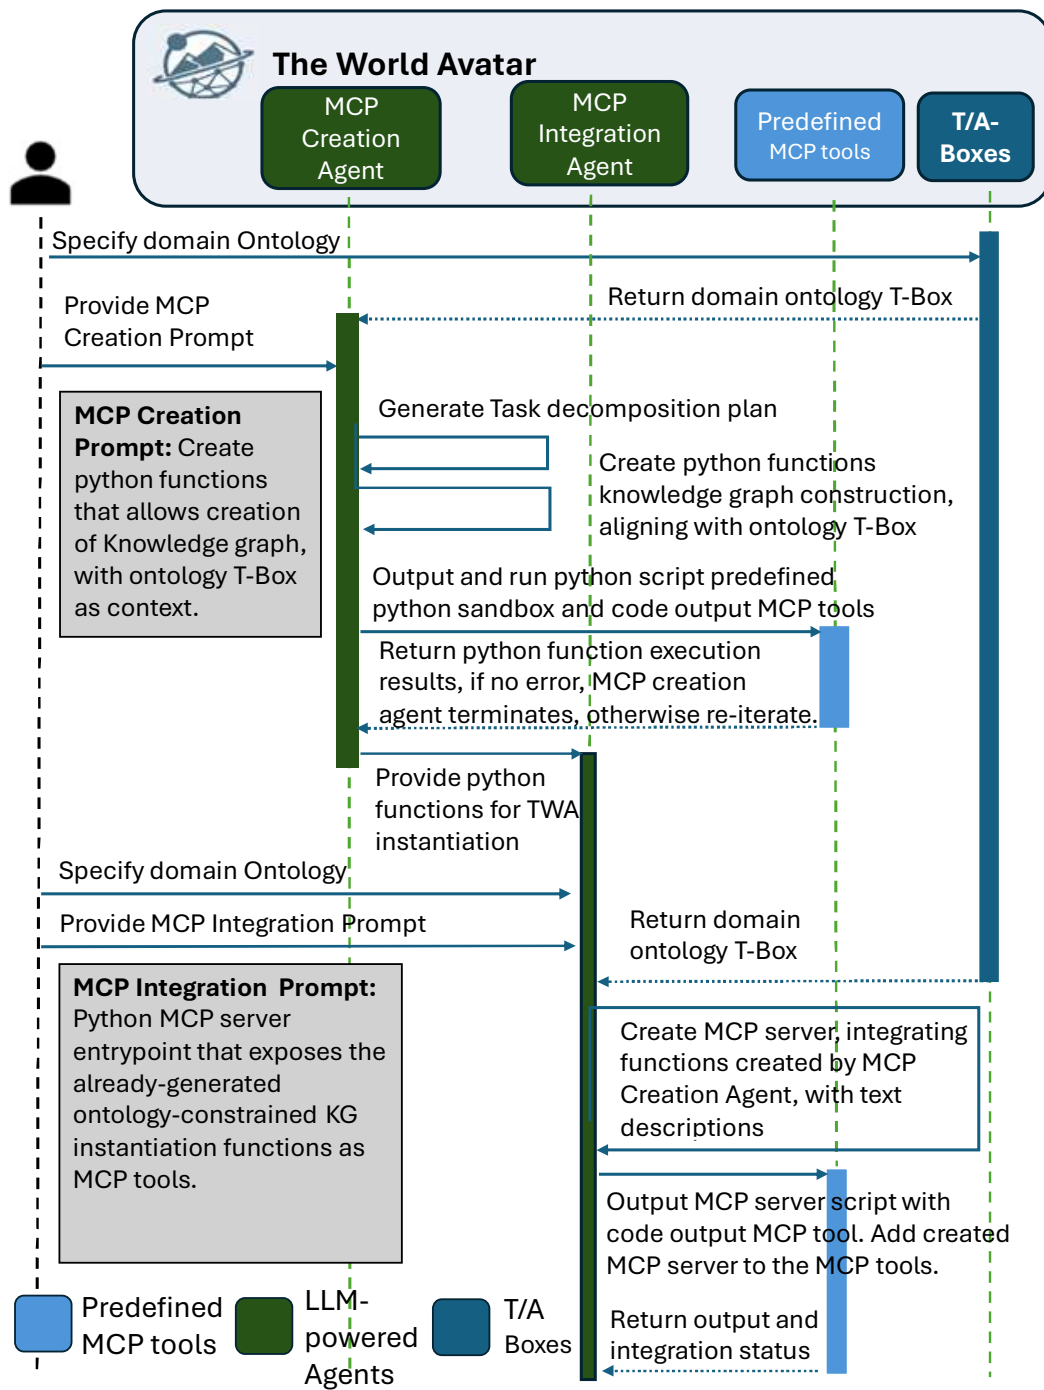 The World Avatar
MCP
Creation
Agent
MCP
Integration
Agent
Predefined
MCP tools
T/A-
Boxes
Specify domain Ontology
Return domain ontology T-Box
Provide MCP
Creation Prompt
MCP Creation
Prompt: Create
python functions
that allows creation
of Knowledge graph,
with ontology T-Box
as context.
Generate Task decomposition plan
Create python functions
knowledge graph construction,
aligning with ontology T-Box
Output and run python script predefined
python sandbox and code output MCP tools
Return python function execution
results, if no error, MCP creation
agent terminates, otherwise re-iterate.
Provide python
functions for TWA
instantiation
Specify domain Ontology
Provide MCP Integration Prompt
Return domain
ontology T-Box
MCP Integration Prompt:
Python MCP server
entrypoint that exposes the
already-generated
ontology-constrained KG
instantiation functions as
MCP tools.
Create MCP server, integrating
functions created by MCP
Creation Agent, with text
descriptions
Output MCP server script with
code output MCP tool. Add created
MCP server to the MCP tools.
Return output and
integration status
Predefined
MCP tools
LLM-
powered
Agents
T/A
Boxes